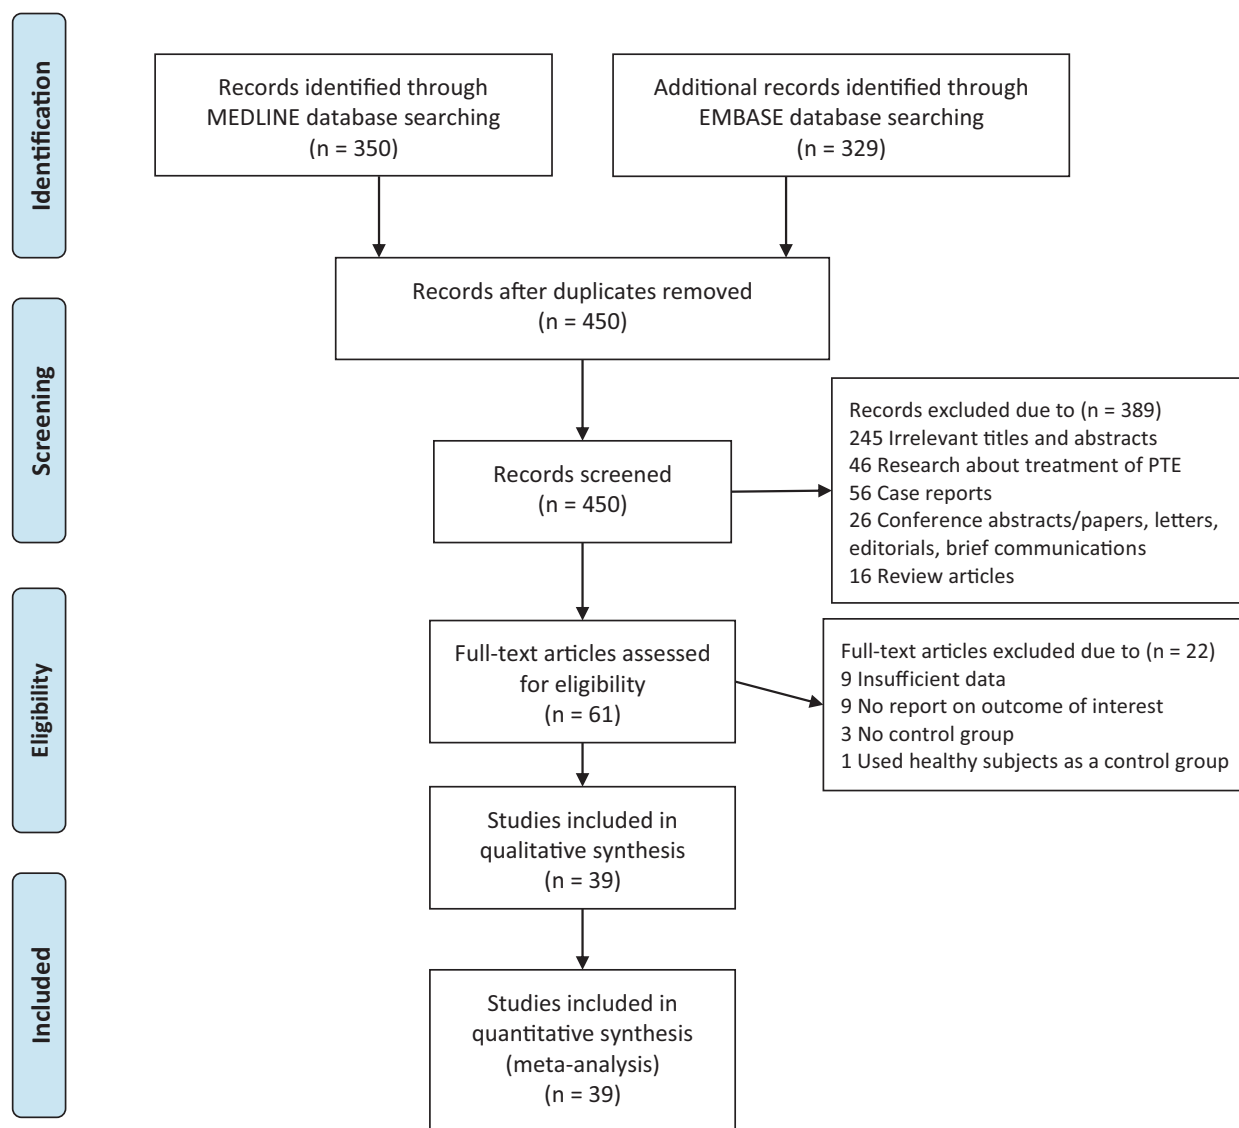 Identification
Records identified through
MEDLINE database searching
(n = 350)
Additional records identified through
EMBASE database searching
(n = 329)
Records after duplicates removed
(n = 450)
Screening
Records screened
(n = 450)
Records excluded due to (n = 389)
245 Irrelevant titles and abstracts
46 Research about treatment of PTE
56 Case reports
26 Conference abstracts/papers, letters,
editorials, brief communications
16 Review articles
Eligibility
Full-text articles assessed
for eligibility
(n = 61)
Full-text articles excluded due to (n = 22)
9 Insufficient data
9 No report on outcome of interest
3 No control group
1 Used healthy subjects as a control group
Studies included in
qualitative synthesis
(n = 39)
Included
Studies included in
quantitative synthesis
(meta-analysis)
(n = 39)